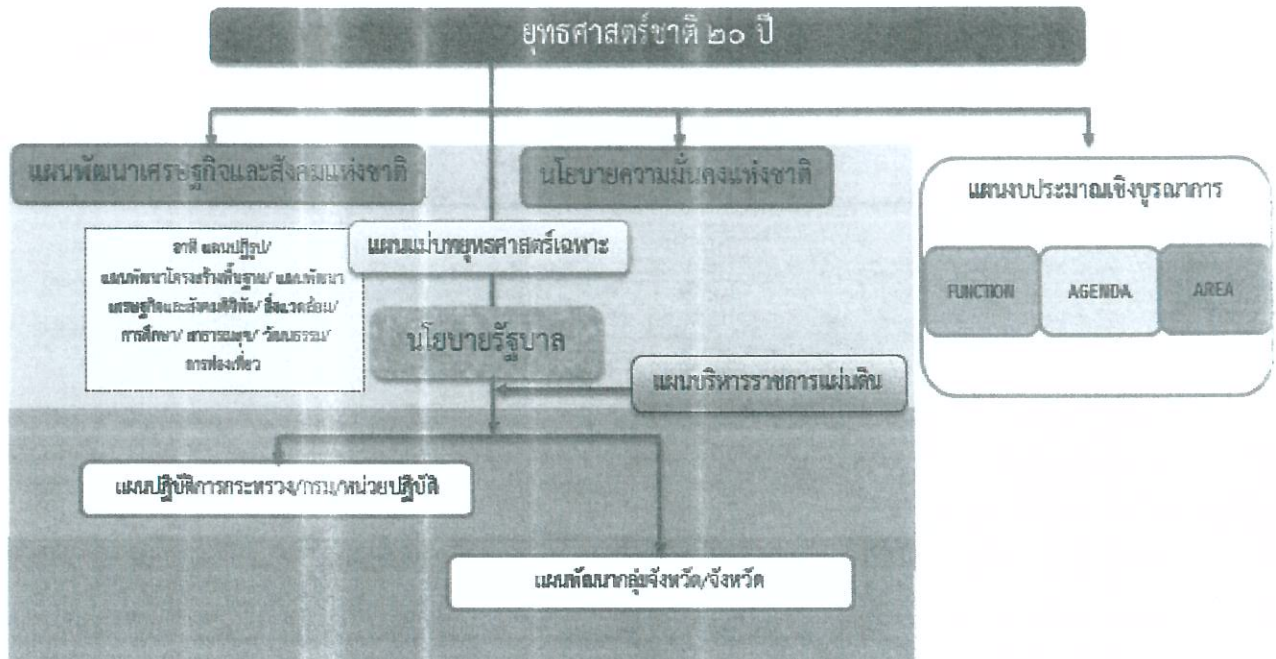 ยุทธศาสตร์ชาติ ๒๐ ปี
แผนพัฒนาเศรษฐกิจและสังคมแห่งชาติ
นโยบายความมั่นคงแห่งชาติ
แผนงบประมาณเชิงบูรณาการ
FUNCTION
AGENDA
AREA
อาทิ แผนปฏิรูป/
แผนพัฒนาโครงสร้างพื้นฐาน/ แผนพัฒนา
เศรษฐกิจและสังคมดิจิทัล/ สิ่งแวดล้อม/
การศึกษา/ สาธารณสุข/ วัฒนธรรม/
การท่องเที่ยว
แผนแม่บทยุทธศาสตร์เฉพาะ
นโยบายรัฐบาล
แผนบริหารราชการแผ่นดิน
แผนปฏิบัติการกระทรวง/กรม/หน่วยปฏิบัติ
แผนพัฒนากลุ่มจังหวัด/จังหวัด